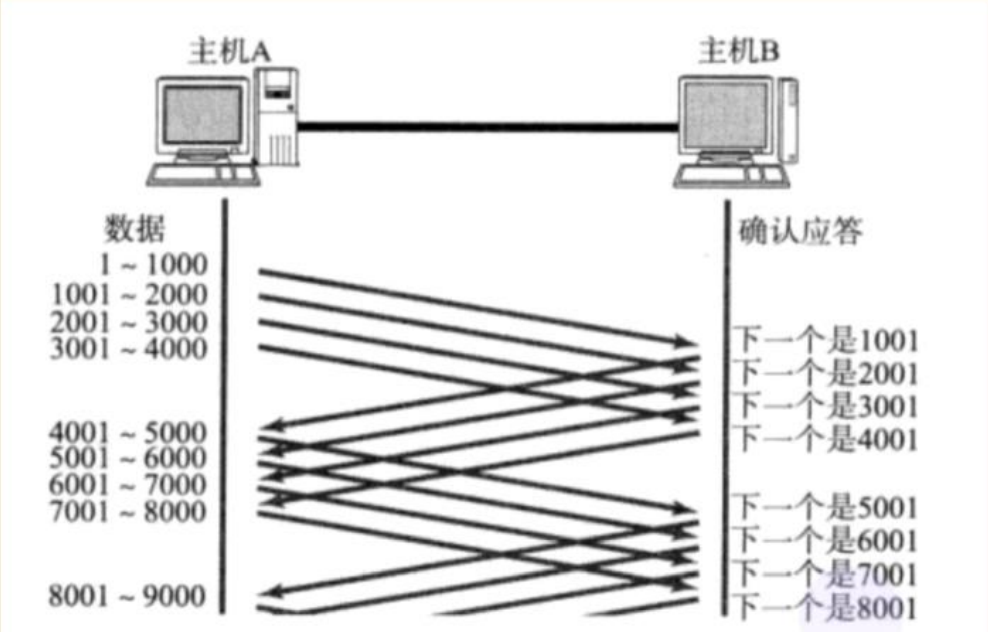 主机A
主机B
数据
确认应答
1 ~ 1000
1001 ~ 2000
2001 ~ 3000
3001 ~ 4000
下一个是1001
下一个是2001
下一个是3001
下一个是4001
4001 ~ 5000
5001 ~ 6000
6001 ~ 7000
7001 ~ 8000
下一个是5001
下一个是6001
下一个是7001
下一个是8001
8001 ~ 9000